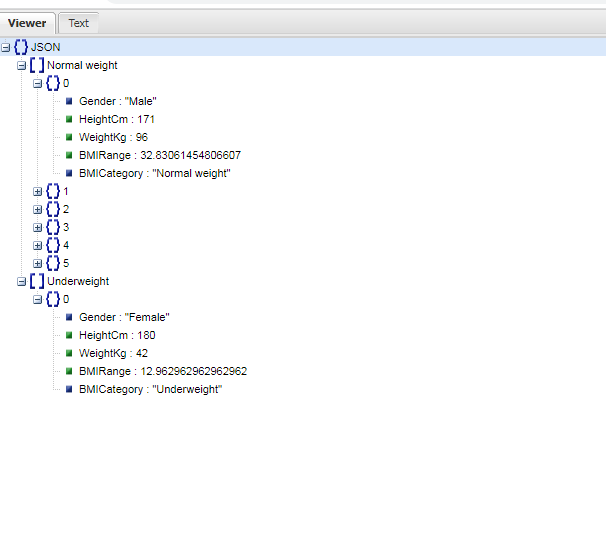 Viewer Text
JSON
Normal weight
0
Gender : "Male"
HeightCm : 171
WeightKg : 96
BMIRange : 32.83061454806607
BMICategory : "Normal weight"
1
2
3
4
5
Underweight
0
Gender : "Female"
HeightCm : 180
WeightKg : 42
BMIRange : 12.962962962962962
BMICategory : "Underweight"